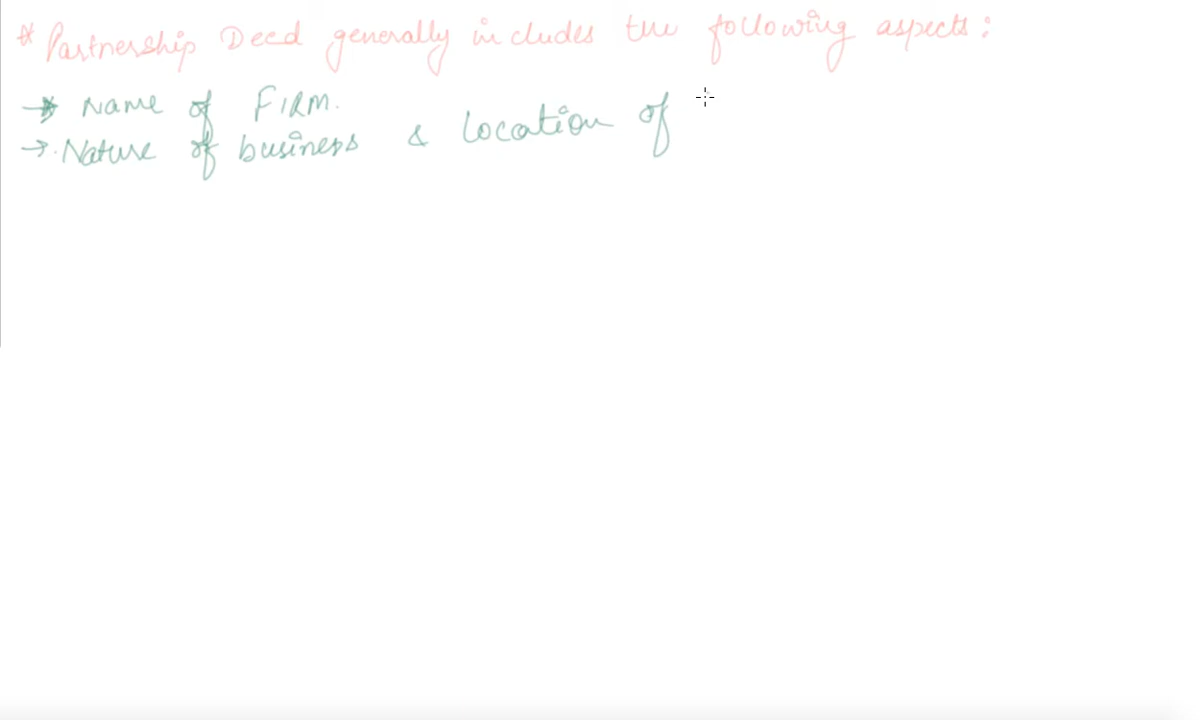 * Partnership Deed generally includes the following aspects:
→ Name of FIRM.
→. Nature of business & location of